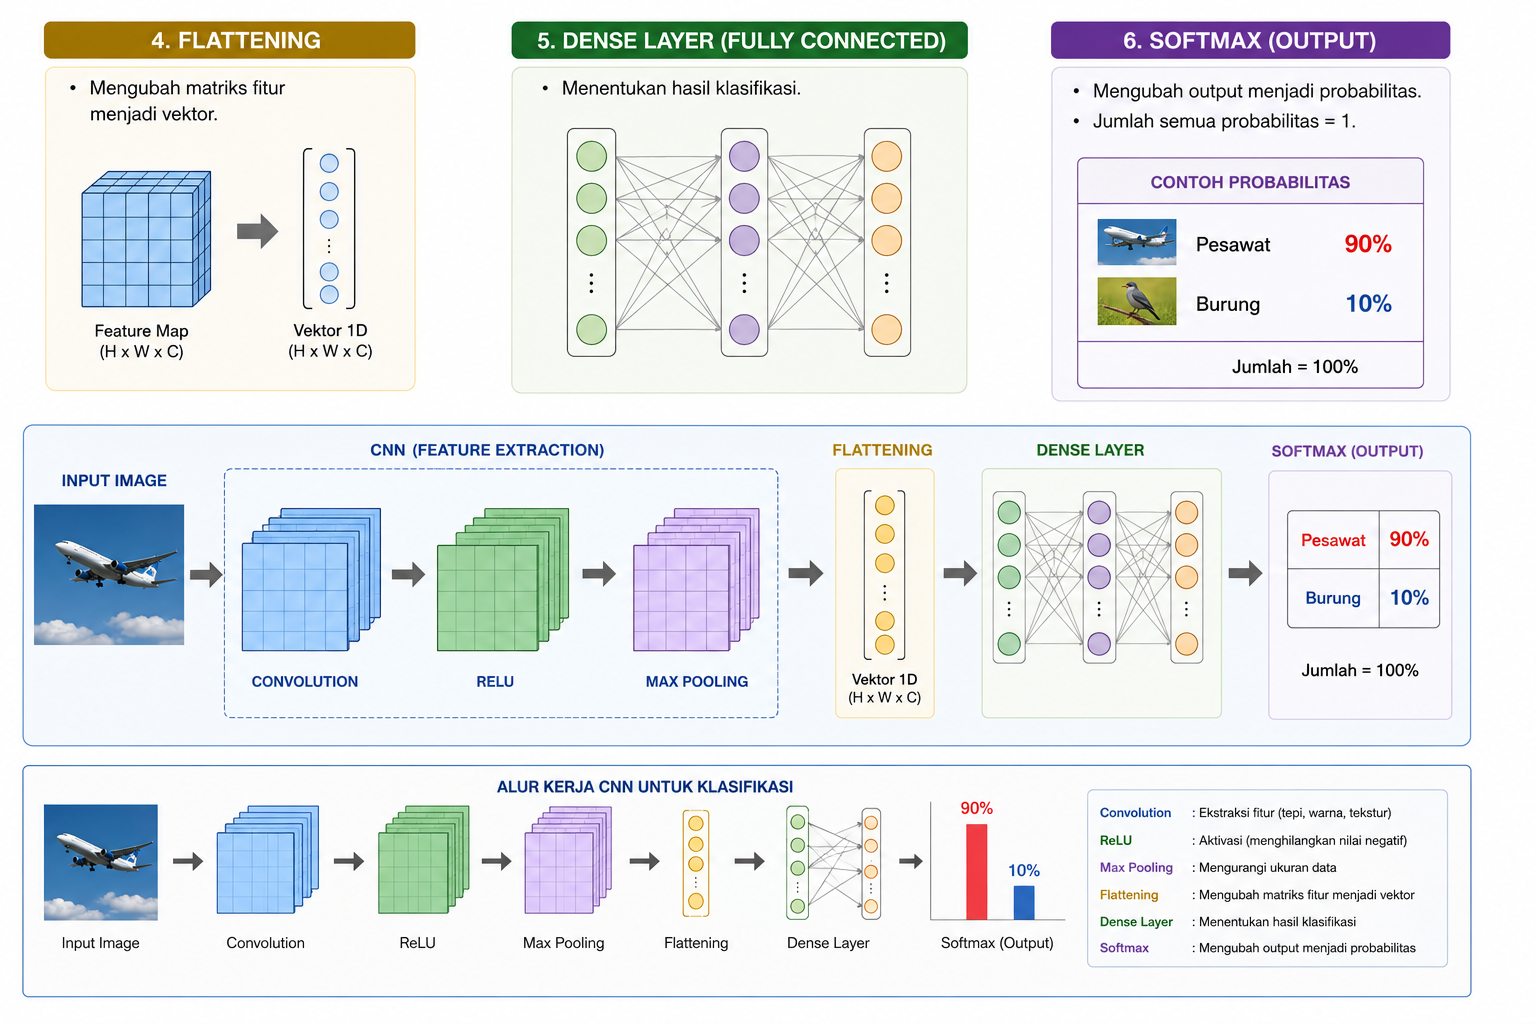 4. FLATTENING
• Mengubah matriks fitur
menjadi vektor.
Feature Map
(H x W x C)
Vektor 1D
(H x W x C)
5. DENSE LAYER (FULLY CONNECTED)
• Menentukan hasil klasifikasi.
6. SOFTMAX (OUTPUT)
• Mengubah output menjadi probabilitas.
• Jumlah semua probabilitas = 1.
CONTOH PROBABILITAS
Pesawat 90%
Burung 10%
Jumlah = 100%
INPUT IMAGE
CNN (FEATURE EXTRACTION)
CONVOLUTION
RELU
MAX POOLING
FLATTENING
Vektor 1D
(H x W x C)
DENSE LAYER
SOFTMAX (OUTPUT)
Pesawat 90%
Burung 10%
Jumlah = 100%
ALUR KERJA CNN UNTUK KLASIFIKASI
Input Image
Convolution
ReLU
Max Pooling
Flattening
Dense Layer
90%
10%
Softmax (Output)
Convolution : Ekstraksi fitur (tepi, warna, tekstur)
ReLU : Aktivasi (menghilangkan nilai negatif)
Max Pooling : Mengurangi ukuran data
Flattening : Mengubah matriks fitur menjadi vektor
Dense Layer : Menentukan hasil klasifikasi
Softmax : Mengubah output menjadi probabilitas